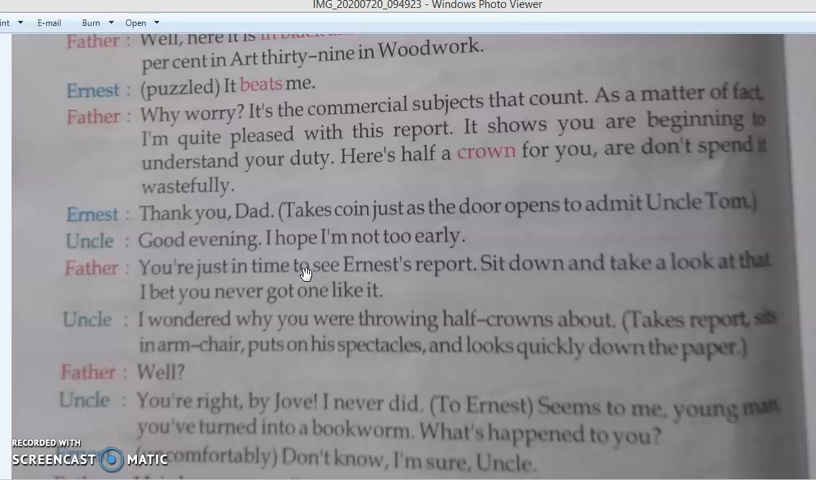 IMG_20200720_094923 - Windows Photo Viewer
int E-mail Burn Open
Father : Well, here it is in black
per cent in Art thirty-nine in Woodwork.
Ernest : (puzzled) It beats me.
Father : Why worry? It's the commercial subjects that count. As a matter of fact,
I'm quite pleased with this report. It shows you are beginning to
understand your duty. Here's half a crown for you, are don't spend it
wastefully.
Ernest : Thank you, Dad. (Takes coin just as the door opens to admit Uncle Tom.)
Uncle : Good evening. I hope I'm not too early.
Father : You're just in time to see Ernest's report. Sit down and take a look at that.
I bet you never got one like it.
Uncle : I wondered why you were throwing half-crowns about. (Takes report, sits
in arm-chair, puts on his spectacles, and looks quickly down the paper.)
Father : Well?
Uncle : You're right, by Jove! I never did. (To Ernest) Seems to me, young man,
you've turned into a bookworm. What's happened to you?
Don't know, I'm sure, Uncle.
RECORDED WITH
SCREENCAST MATIC